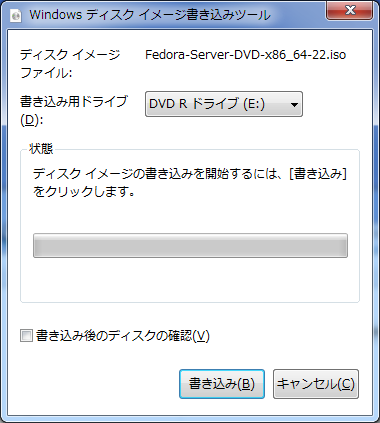 Windows ディスク イメージ書き込みツール
ディスク イメージ
ファイル:
Fedora-Server-DVD-x86_64-22.iso
書き込み用ドライブ
(D):
DVD R ドライブ (E:)
状態
ディスク イメージの書き込みを開始するには、[書き込み]
をクリックします。
書き込み後のディスクの確認(V)
書き込み(B)
キャンセル(C)